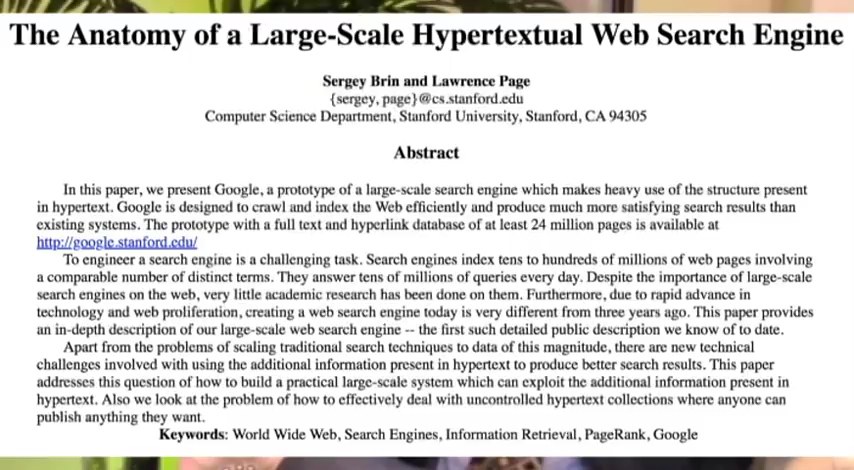 The Anatomy of a Large-Scale Hypertextual Web Search Engine
Sergey Brin and Lawrence Page
{sergey, page}@cs.stanford.edu
Computer Science Department, Stanford University, Stanford, CA 94305
Abstract
In this paper, we present Google, a prototype of a large-scale search engine which makes heavy use of the structure present
in hypertext. Google is designed to crawl and index the Web efficiently and produce much more satisfying search results than
existing systems. The prototype with a full text and hyperlink database of at least 24 million pages is available at
http://google.stanford.edu/
To engineer a search engine is a challenging task. Search engines index tens to hundreds of millions of web pages involving
a comparable number of distinct terms. They answer tens of millions of queries every day. Despite the importance of large-scale
search engines on the web, very little academic research has been done on them. Furthermore, due to rapid advance in
technology and web proliferation, creating a web search engine today is very different from three years ago. This paper provides
an in-depth description of our large-scale web search engine -- the first such detailed public description we know of to date.
Apart from the problems of scaling traditional search techniques to data of this magnitude, there are new technical
challenges involved with using the additional information present in hypertext to produce better search results. This paper
addresses this question of how to build a practical large-scale system which can exploit the additional information present in
hypertext. Also we look at the problem of how to effectively deal with uncontrolled hypertext collections where anyone can
publish anything they want.
Keywords: World Wide Web, Search Engines, Information Retrieval, PageRank, Google